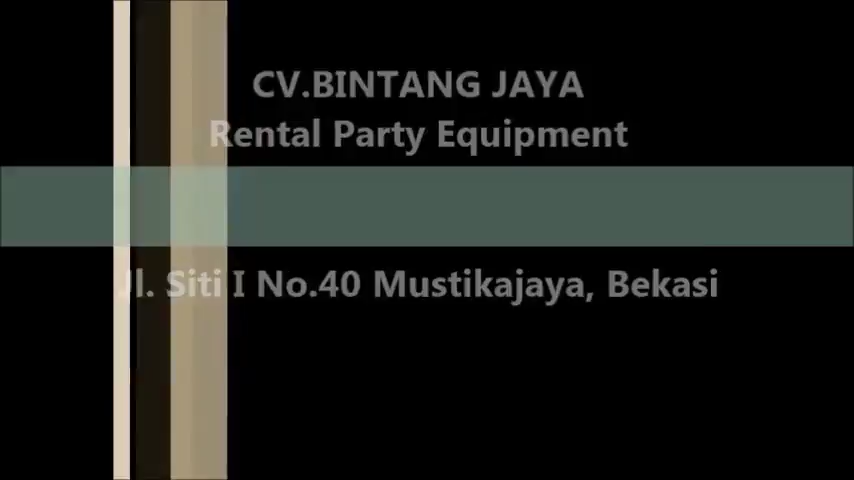 CV.BINTANG JAYA
Rental Party Equipment
Jl. Siti I No.40 Mustikajaya, Bekasi